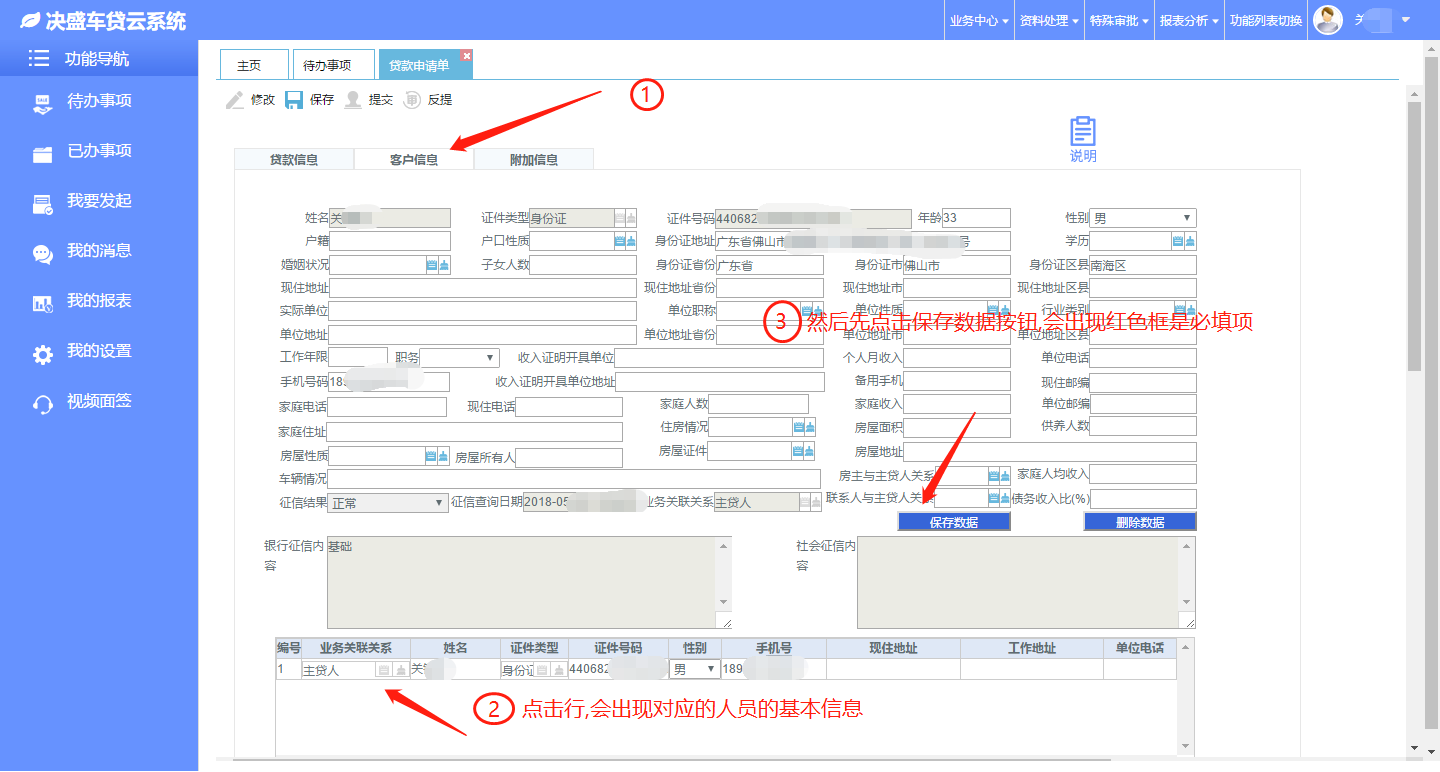 决盛车贷云系统
业务中心 资料处理 特殊审批 报表分析 功能列表切换
功能导航
待办事项
已办事项
我要发起
我的消息
我的报表
我的设置
视频面签
主页 待办事项 贷款申请单
修改 保存 提交 反提
1
说明
贷款信息 客户信息 附加信息
姓名 关 证件类型 身份证 证件号码 440682 年龄 33 性别 男
户籍 户口性质 身份证地址 广东省佛山市 号 学历
婚姻状况 子女人数 身份证省份 广东省 身份证市 佛山市 身份证区县 南海区
现住地址 现住地址省份 现住地址市 现住地址区县
实际单位 单位职称 单位性质 行业类别
3 然后先点击保存数据按钮,会出现红色框是必填项
单位地址 单位地址省份 单位地址市 单位地址区县
工作年限 职务 收入证明开具单位 个人月收入 单位电话
手机号码 189 收入证明开具单位地址 备用手机 现住邮编
家庭电话 现住电话 家庭人数 家庭收入 单位邮编
家庭住址 住房情况 房屋面积 供养人数
房屋性质 房屋所有人 房屋证件 房屋地址
车辆情况 房主与主贷人关系 家庭人均收入
征信结果 正常 征信查询日期 2018-05 业务关联关系 主贷人 联系人与主贷人关系 债务收入比(%)
保存数据 删除数据
银行征信内容 基础 社会征信内容
编号 业务关联关系 姓名 证件类型 证件号码 性别 手机号 现住地址 工作地址 单位电话
1 主贷人 关 身份证 440682 男 189
2 点击行,会出现对应的人员的基本信息